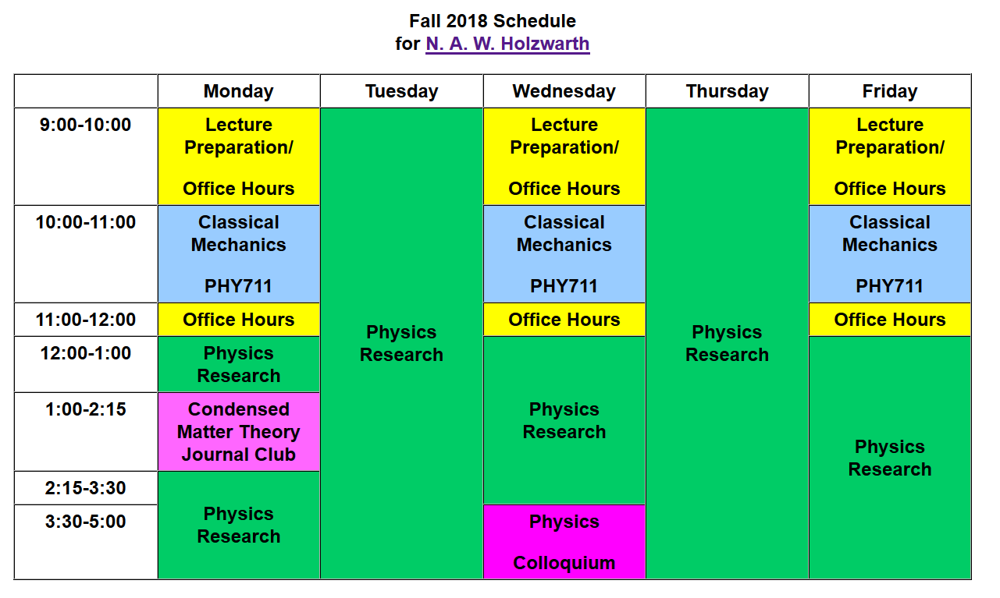 Fall 2018 Schedule
for N. A. W. Holzwarth
Monday Tuesday Wednesday Thursday Friday
9:00-10:00
Lecture
Preparation/
Office Hours
Lecture
Preparation/
Office Hours
Lecture
Preparation/
Office Hours
10:00-11:00
Classical
Mechanics
PHY711
Classical
Mechanics
PHY711
Classical
Mechanics
PHY711
11:00-12:00
Office Hours
Physics
Research
Office Hours
Physics
Research
Office Hours
12:00-1:00
Physics
Research
1:00-2:15
Condensed
Matter Theory
Journal Club
Physics
Research
Physics
Research
2:15-3:30
Physics
Research
3:30-5:00
Physics
Colloquium